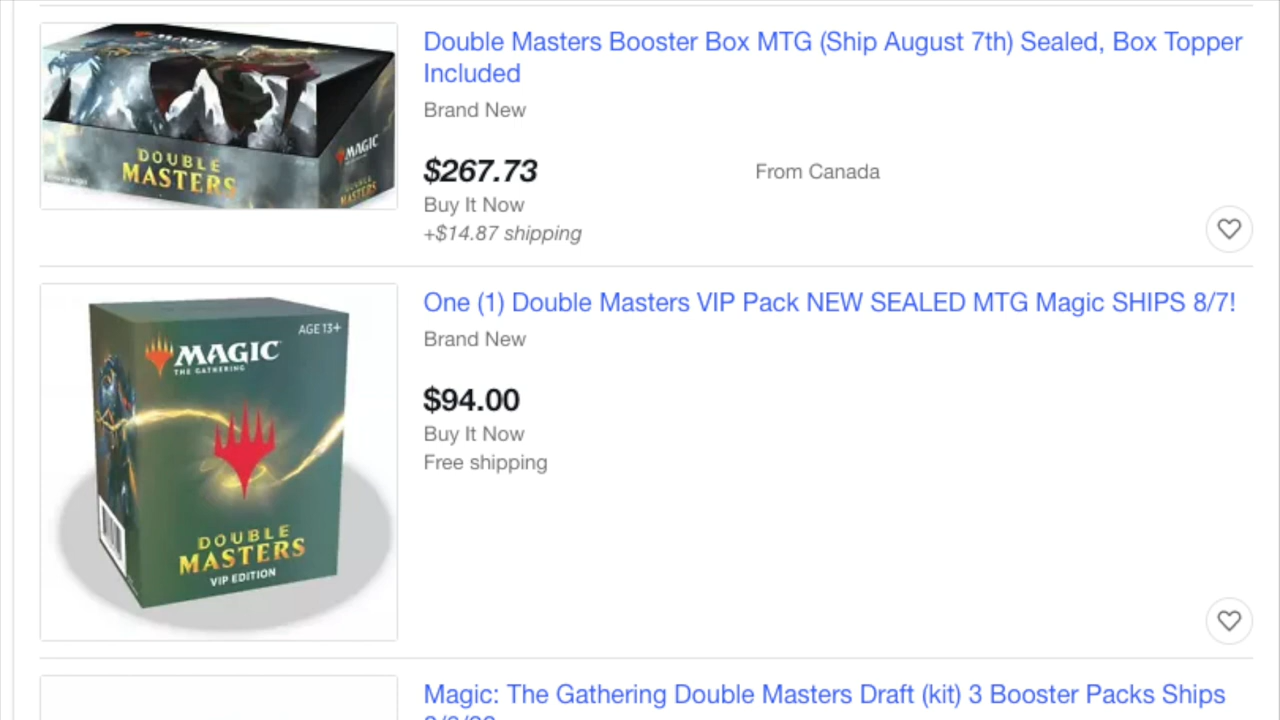 MAGIC
DOUBLE
MASTERS
MAGIC
DOUBLE
MASTERS
Double Masters Booster Box MTG (Ship August 7th) Sealed, Box Topper
Included
Brand New
$267.73
From Canada
Buy It Now
+$14.87 shipping
AGE 13+
MAGIC
THE GATHERING
DOUBLE
MASTERS
VIP EDITION
One (1) Double Masters VIP Pack NEW SEALED MTG Magic SHIPS 8/7!
Brand New
$94.00
Buy It Now
Free shipping
Magic: The Gathering Double Masters Draft (kit) 3 Booster Packs Ships